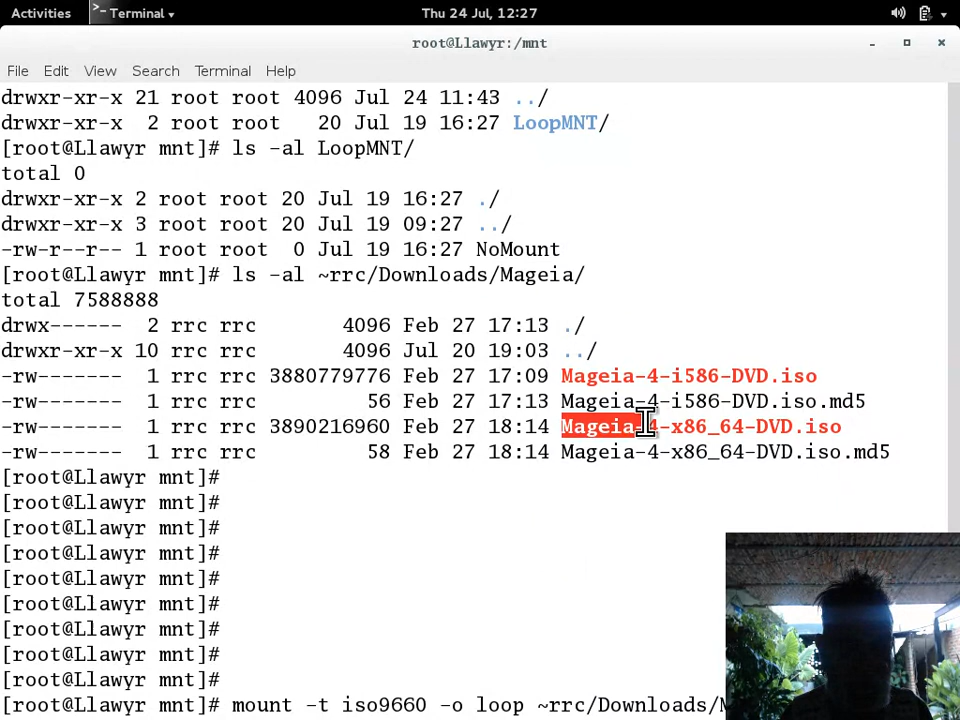 Activities >_ Terminal Thu 24 Jul, 12:27
root@Llawyr:/mnt
File Edit View Search Terminal Help
drwxr-xr-x 21 root root 4096 Jul 24 11:43 ../
drwxr-xr-x 2 root root 20 Jul 19 16:27 LoopMNT/
[root@Llawyr mnt]# ls -al LoopMNT/
total 0
drwxr-xr-x 2 root root 20 Jul 19 16:27 ./
drwxr-xr-x 3 root root 20 Jul 19 09:27 ../
-rw-r--r-- 1 root root 0 Jul 19 16:27 NoMount
[root@Llawyr mnt]# ls -al ~rrc/Downloads/Mageia/
total 7588888
drwx------ 2 rrc rrc 4096 Feb 27 17:13 ./
drwxr-xr-x 10 rrc rrc 4096 Jul 20 19:03 ../
-rw------- 1 rrc rrc 3880779776 Feb 27 17:09 Mageia-4-i586-DVD.iso
-rw------- 1 rrc rrc 56 Feb 27 17:13 Mageia-4-i586-DVD.iso.md5
-rw------- 1 rrc rrc 3890216960 Feb 27 18:14 Mageia-4-x86_64-DVD.iso
-rw------- 1 rrc rrc 58 Feb 27 18:14 Mageia-4-x86_64-DVD.iso.md5
[root@Llawyr mnt]#
[root@Llawyr mnt]#
[root@Llawyr mnt]#
[root@Llawyr mnt]#
[root@Llawyr mnt]#
[root@Llawyr mnt]#
[root@Llawyr mnt]#
[root@Llawyr mnt]#
[root@Llawyr mnt]#
[root@Llawyr mnt]# mount -t iso9660 -o loop ~rrc/Downloads/